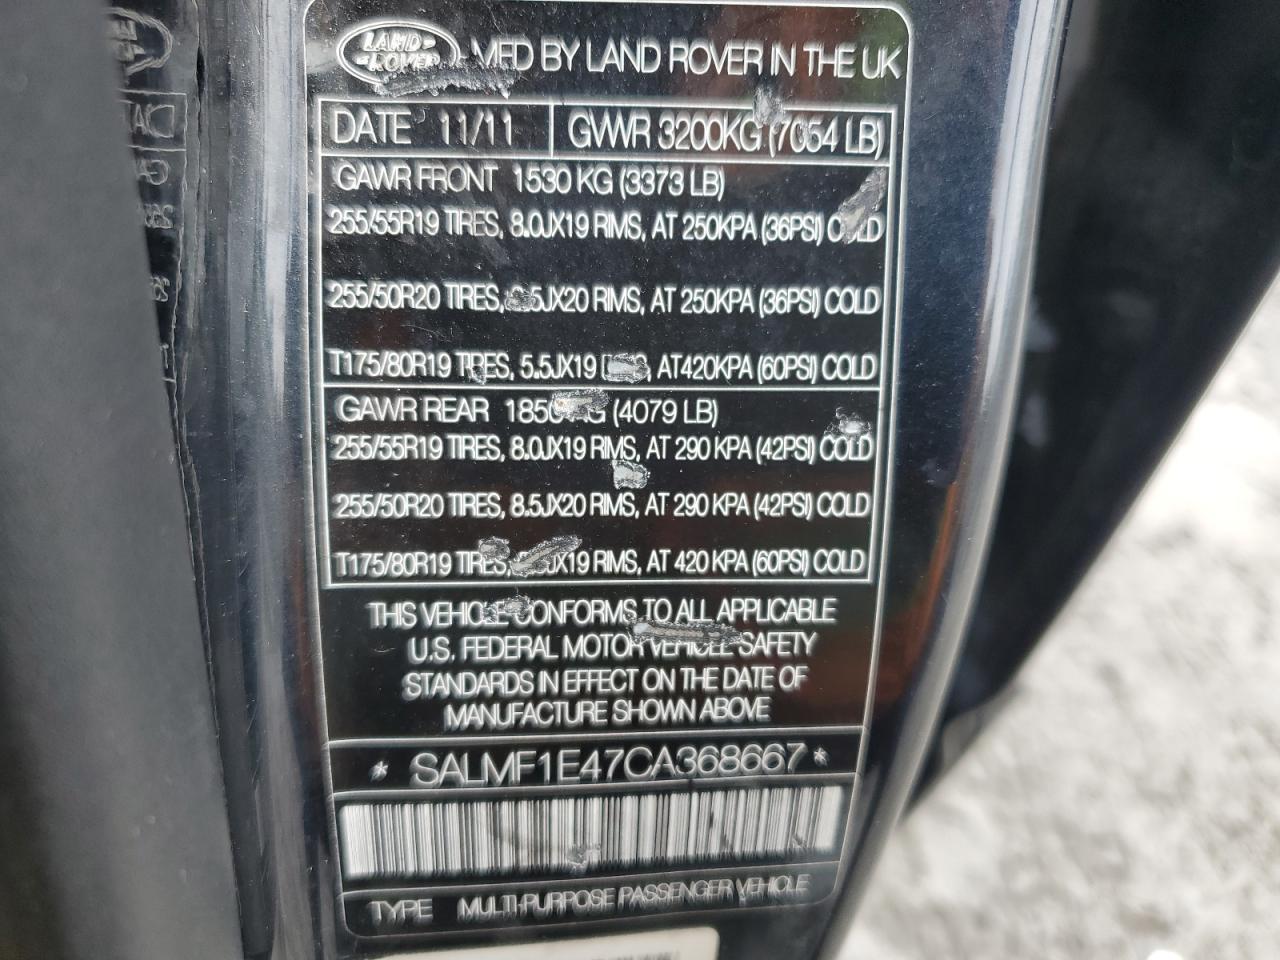 LAND ROVER MFD BY LAND ROVER IN THE UK
DATE 11/11 GVWR 3200KG (7054 LB)
GAWR FRONT 1530 KG (3373 LB)
255/55R19 TIRES, 8.0JX19 RIMS, AT 250KPA (36PSI) COLD
255/50R20 TIRES, 5JX20 RIMS, AT 250KPA (36PSI) COLD
T175/80R19 TIRES, 5.5JX19 , AT420KPA (60PSI) COLD
GAWR REAR 1850 KG (4079 LB)
255/55R19 TIRES, 8.0JX19 RIMS, AT 290 KPA (42PSI) COLD
255/50R20 TIRES, 8.5JX20 RIMS, AT 290 KPA (42PSI) COLD
T175/80R19 TIRES, JX19 RIMS, AT 420 KPA (60PSI) COLD
THIS VEHICLE CONFORMS TO ALL APPLICABLE
U.S. FEDERAL MOTOR VEHICLE SAFETY
STANDARDS IN EFFECT ON THE DATE OF
MANUFACTURE SHOWN ABOVE
* SALMF1E47CA368667 *
TYPE MULTI-PURPOSE PASSENGER VEHICLE